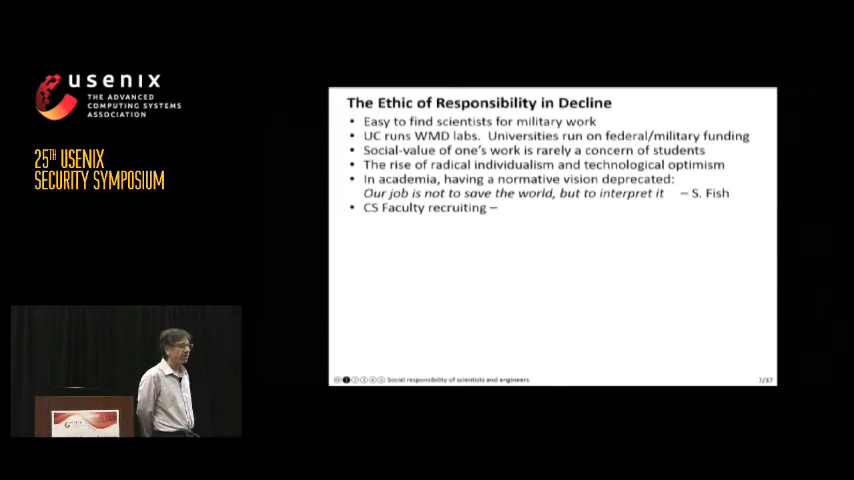 usenix
THE ADVANCED
COMPUTING SYSTEMS
ASSOCIATION
25TH USENIX
SECURITY SYMPOSIUM
The Ethic of Responsibility in Decline
• Easy to find scientists for military work
• UC runs WMD labs. Universities run on federal/military funding
• Social-value of one's work is rarely a concern of students
• The rise of radical individualism and technological optimism
• In academia, having a normative vision deprecated:
Our job is not to save the world, but to interpret it – S. Fish
• CS Faculty recruiting –
Social responsibility of scientists and engineers
7/37